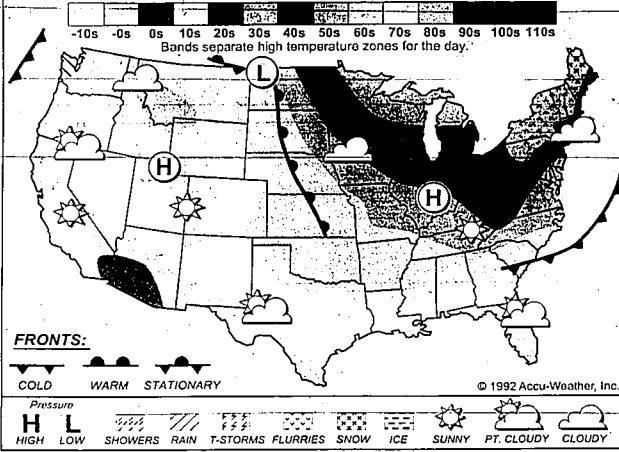 -10s -0s 0s 10s 20s 30s 40s 50s 60s 70s 80s 90s 100s 110s
Bands separate high temperature zones for the day.
L
H
H
FRONTS:
COLD WARM STATIONARY
© 1992 Accu-Weather, Inc.
Pressure
H L
HIGH LOW SHOWERS RAIN T-STORMS FLURRIES SNOW ICE SUNNY PT. CLOUDY CLOUDY